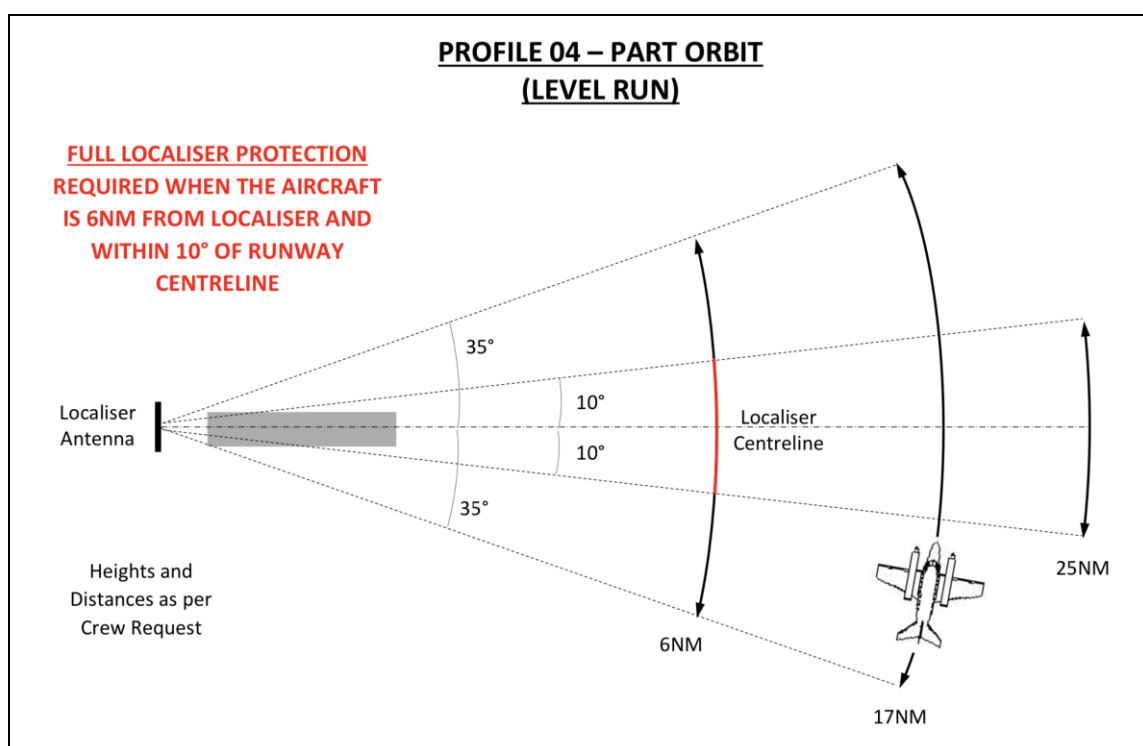 PROFILE 04 – PART ORBIT
(LEVEL RUN)
FULL LOCALISER PROTECTION
REQUIRED WHEN THE AIRCRAFT
IS 6NM FROM LOCALISER AND
WITHIN 10° OF RUNWAY
CENTRELINE
35°
10°
Localiser
Antenna
Localiser
Centreline
10°
35°
Heights and
Distances as per
Crew Request
25NM
6NM
17NM